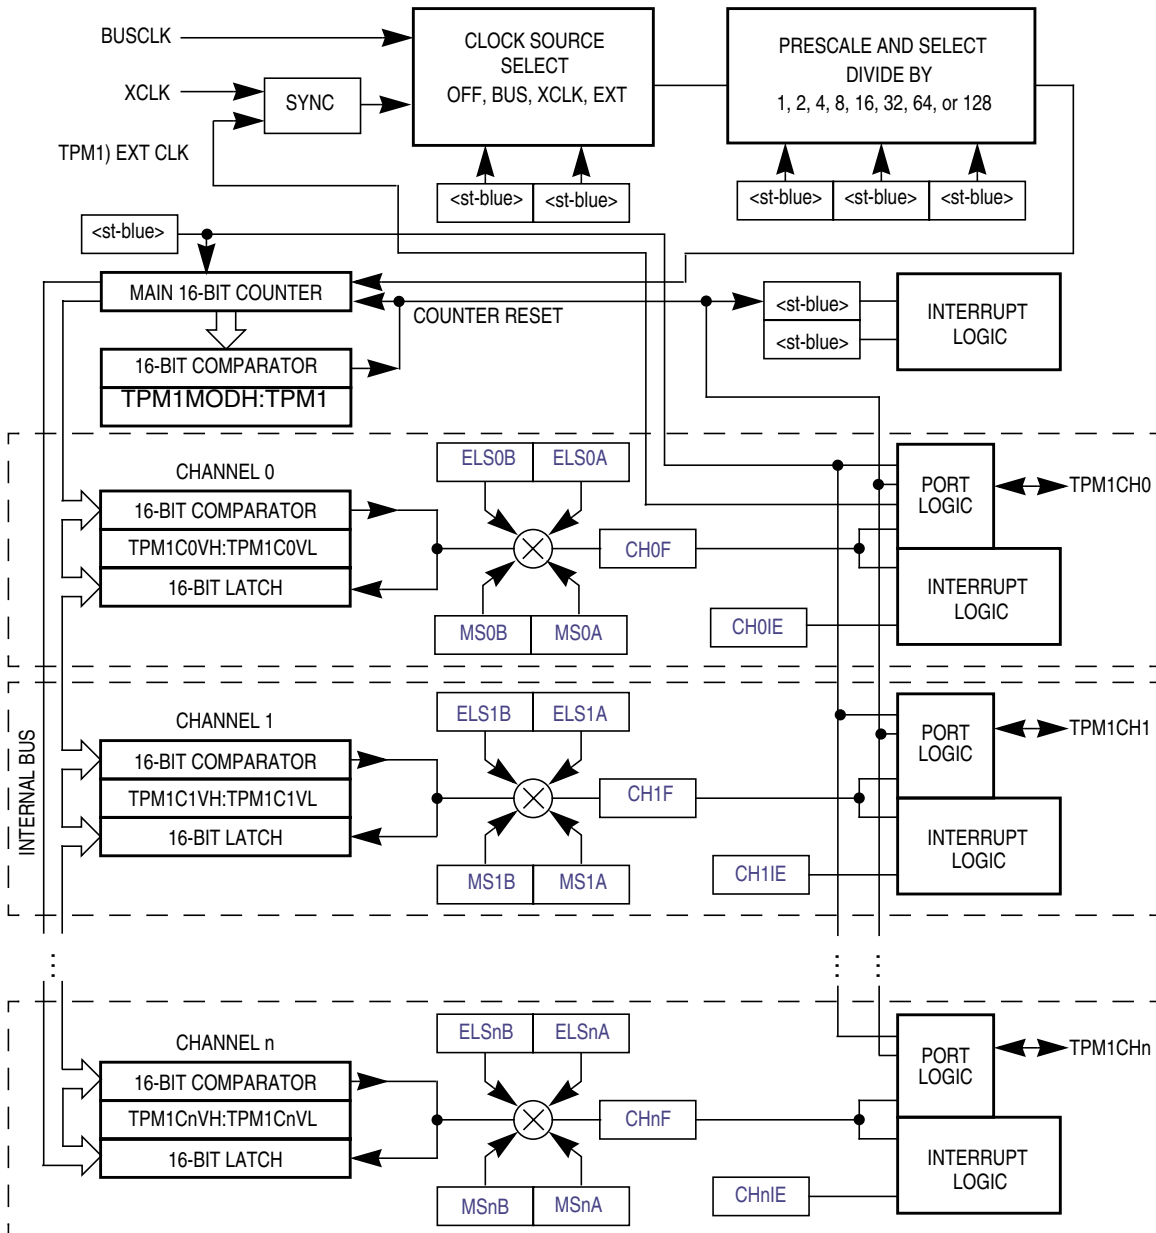 BUSCLK
CLOCK SOURCE
SELECT
OFF, BUS, XCLK, EXT
PRESCALE AND SELECT
DIVIDE BY
1, 2, 4, 8, 16, 32, 64, or 128
XCLK
SYNC
TPM1) EXT CLK
<st-blue>
<st-blue>
<st-blue>
<st-blue>
<st-blue>
<st-blue>
MAIN 16-BIT COUNTER
COUNTER RESET
<st-blue>
<st-blue>
INTERRUPT
LOGIC
16-BIT COMPARATOR
TPM1MODH:TPM1
CHANNEL 0
16-BIT COMPARATOR
TPM1C0VH:TPM1C0VL
16-BIT LATCH
ELS0B
ELS0A
MS0B
MS0A
CH0F
CH0IE
PORT
LOGIC
TPM1CH0
INTERRUPT
LOGIC
INTERNAL BUS
CHANNEL 1
16-BIT COMPARATOR
TPM1C1VH:TPM1C1VL
16-BIT LATCH
ELS1B
ELS1A
MS1B
MS1A
CH1F
CH1IE
PORT
LOGIC
TPM1CH1
INTERRUPT
LOGIC
...
... ...
CHANNEL n
16-BIT COMPARATOR
TPM1CnVH:TPM1CnVL
16-BIT LATCH
ELSnB
ELSnA
MSnB
MSnA
CHnF
CHnIE
PORT
LOGIC
TPM1CHn
INTERRUPT
LOGIC